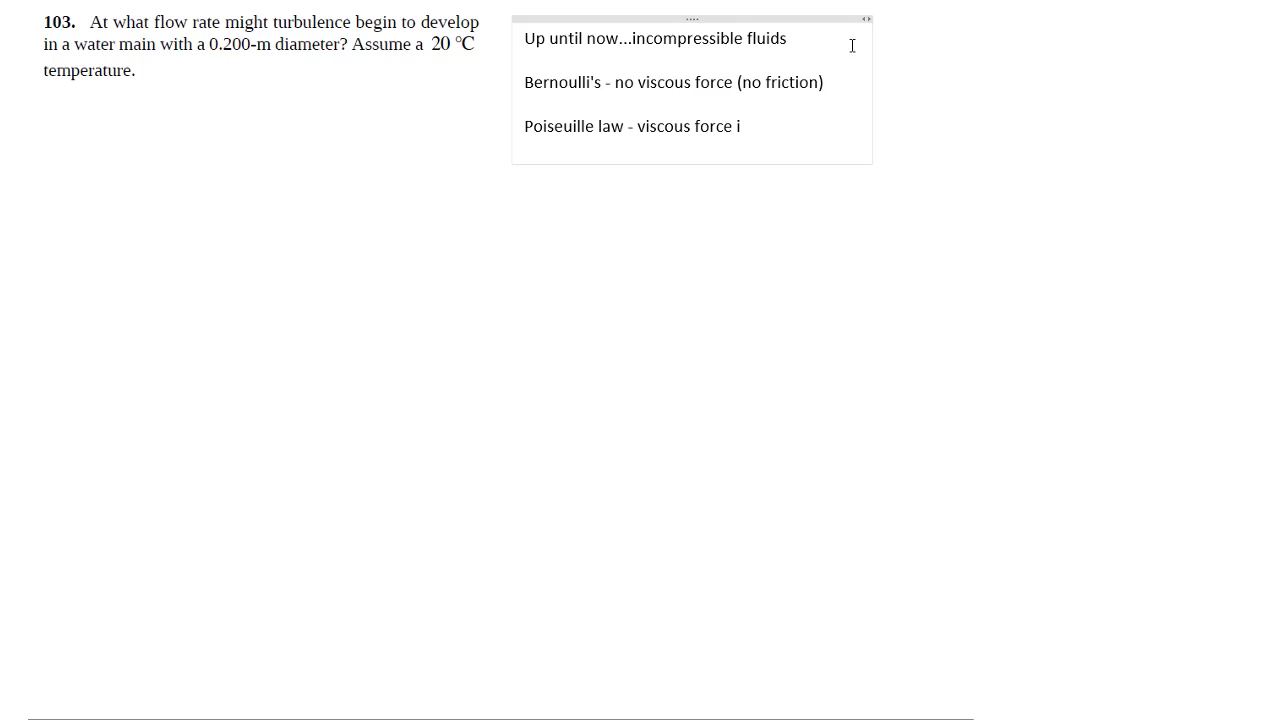 103. At what flow rate might turbulence begin to develop
in a water main with a 0.200-m diameter? Assume a 20 °C
temperature.
Up until now...incompressible fluids
Bernoulli's - no viscous force (no friction)
Poiseuille law - viscous force i